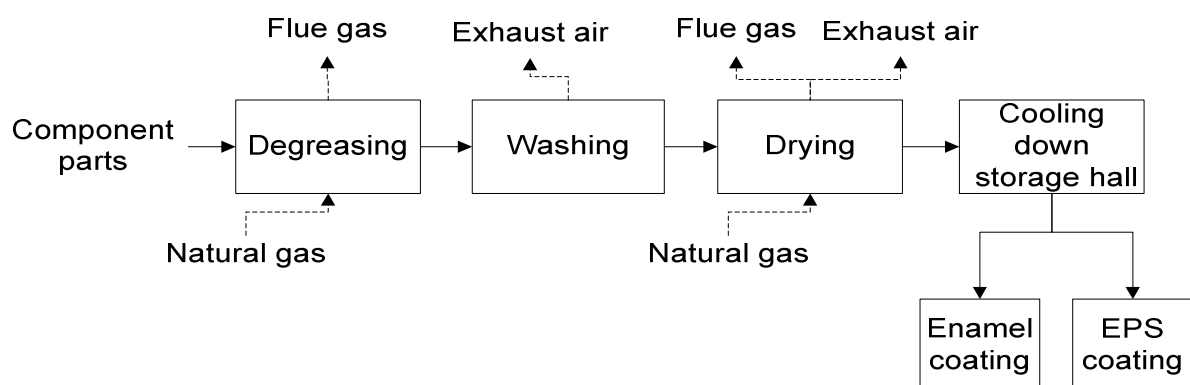 Flue gas
Exhaust air
Flue gas
Exhaust air
Component
parts
Degreasing
Washing
Drying
Cooling
down
storage hall
Natural gas
Natural gas
Enamel
coating
EPS
coating